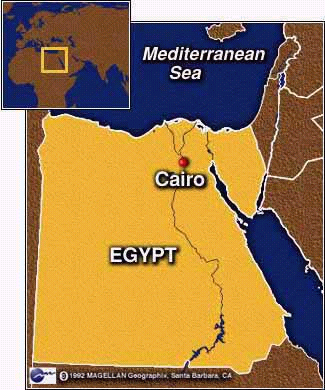 Mediterranean
Sea
Cairo
EGYPT
© 1992 MAGELLAN Geographix, Santa Barbara, CA